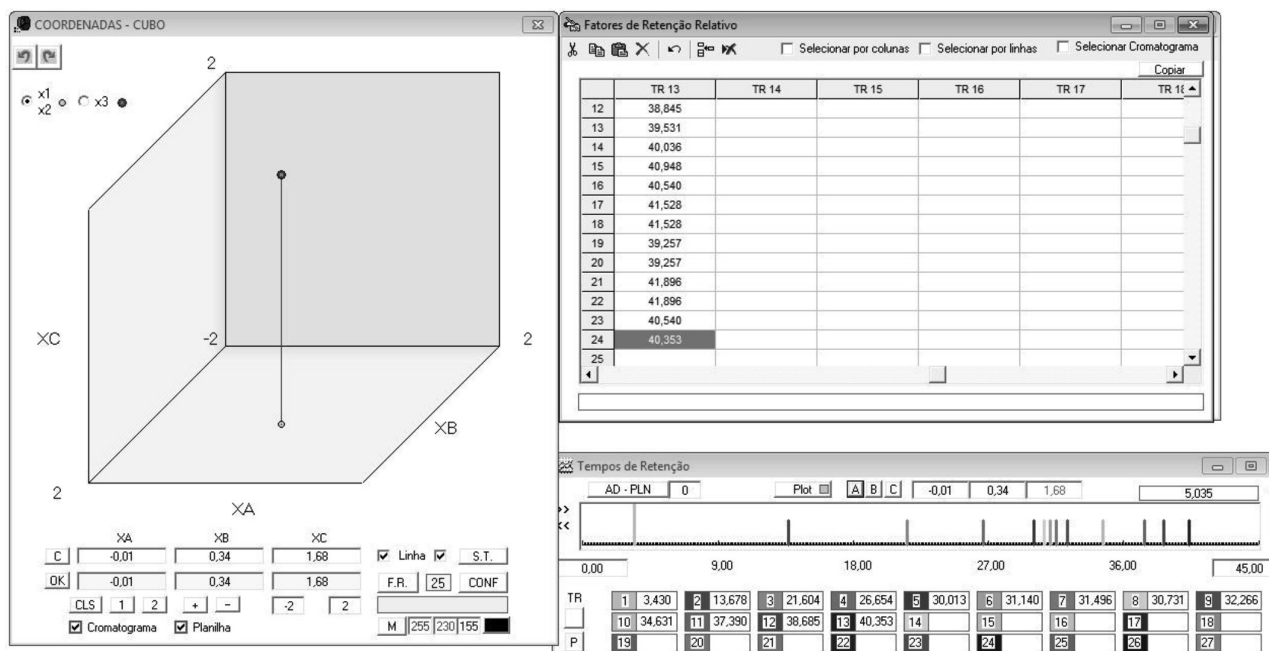 COORDENADAS - CUBO
x1
x2
x3
2
XC
-2
2
XB
2
XA
XA XB XC
C -0,01 0,34 1,68 Linha S.T.
OK -0,01 0,34 1,68 F.R. 25 CONF
CLS 1 2 + - -2 2
Cromatograma Planilha M 255 230 155
Fatores de Retenção Relativo
Selecionar por colunas Selecionar por linhas Selecionar Cromatograma
Copiar
TR 13 TR 14 TR 15 TR 16 TR 17 TR 18
12 38,845
13 39,531
14 40,036
15 40,948
16 40,540
17 41,528
18 41,528
19 39,257
20 39,257
21 41,896
22 41,896
23 40,540
24 40,353
25
Tempos de Retenção
AD - PLN 0 Plot A B C -0,01 0,34 1,68 5,035
>>
<<
0,00 9,00 18,00 27,00 36,00 45,00
TR 1 3,430 2 13,678 3 21,604 4 26,654 5 30,013 6 31,140 7 31,496 8 30,731 9 32,266
10 34,631 11 37,390 12 38,685 13 40,353 14 15 16 17 18
P 19 20 21 22 23 24 25 26 27